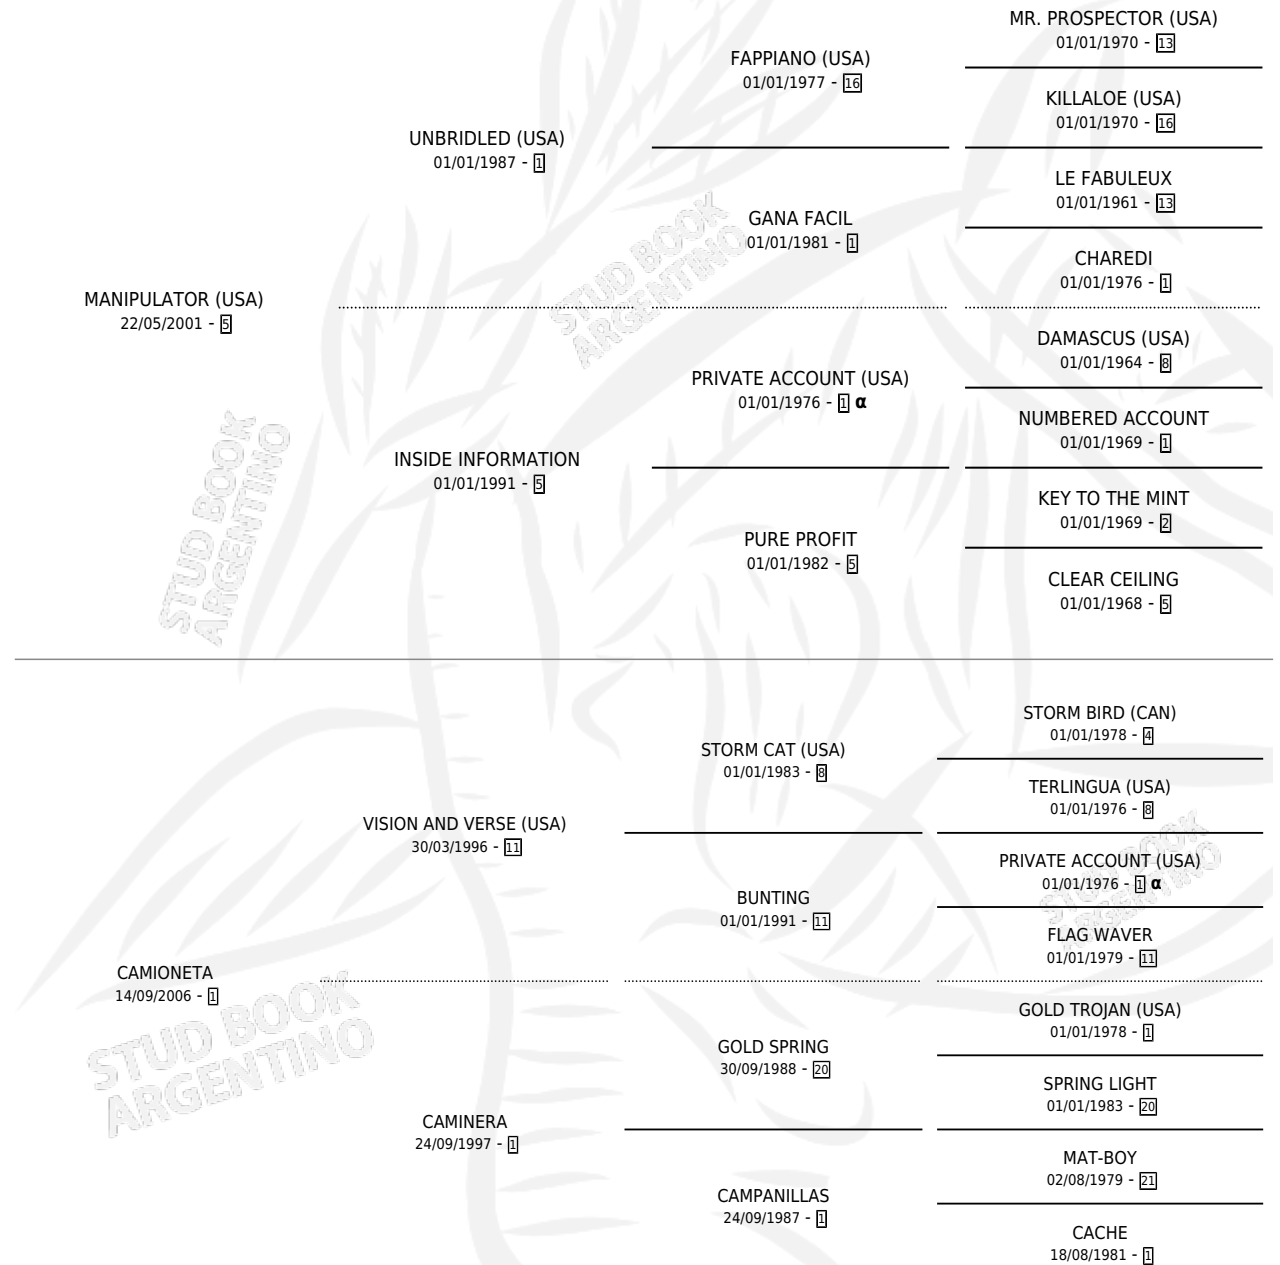 MR. PROSPECTOR (USA)
01/01/1970 - 13
FAPPIANO (USA)
01/01/1977 - 16
KILLALOE (USA)
01/01/1970 - 16
UNBRIDLED (USA)
01/01/1987 - 1
LE FABULEUX
01/01/1961 - 13
GANA FACIL
01/01/1981 - 1
CHAREDI
01/01/1976 - 1
MANIPULATOR (USA)
22/05/2001 - 5
DAMASCUS (USA)
01/01/1964 - 8
PRIVATE ACCOUNT (USA)
01/01/1976 - 1 α
NUMBERED ACCOUNT
01/01/1969 - 1
INSIDE INFORMATION
01/01/1991 - 5
KEY TO THE MINT
01/01/1969 - 2
PURE PROFIT
01/01/1982 - 5
CLEAR CEILING
01/01/1968 - 5
STORM BIRD (CAN)
01/01/1978 - 4
STORM CAT (USA)
01/01/1983 - 8
TERLINGUA (USA)
01/01/1976 - 8
VISION AND VERSE (USA)
30/03/1996 - 11
PRIVATE ACCOUNT (USA)
01/01/1976 - 1 α
BUNTING
01/01/1991 - 11
FLAG WAVER
01/01/1979 - 11
CAMIONETA
14/09/2006 - 1
GOLD TROJAN (USA)
01/01/1978 - 1
GOLD SPRING
30/09/1988 - 20
SPRING LIGHT
01/01/1983 - 20
CAMINERA
24/09/1997 - 1
MAT-BOY
02/08/1979 - 21
CAMPANILLAS
24/09/1987 - 1
CACHE
18/08/1981 - 1
STUD BOOK
ARGENTINO
STUD BOOK
ARGENTINO
STUD BOOK
ARGENTINO
STUD BOOK
ARGENTINO